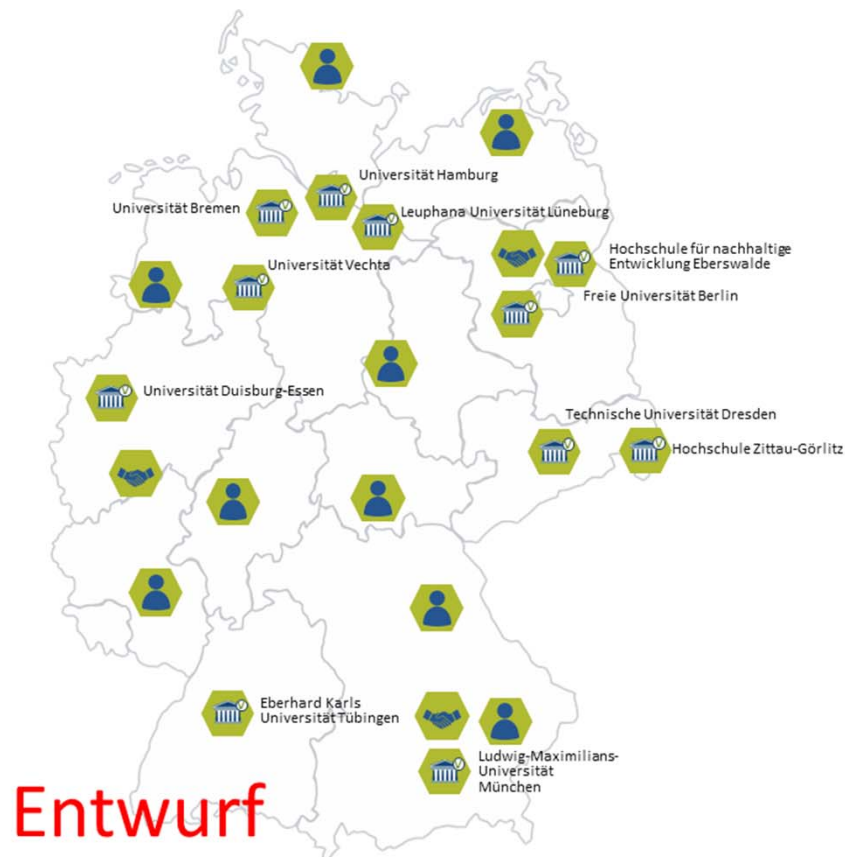 Universität Hamburg
Universität Bremen
Leuphana Universität Lüneburg
Hochschule für nachhaltige
Entwicklung Eberswalde
Universität Vechta
Freie Universität Berlin
Universität Duisburg-Essen
Technische Universität Dresden
Hochschule Zittau-Görlitz
Eberhard Karls
Universität Tübingen
Ludwig-Maximilians-
Universität
München
Entwurf